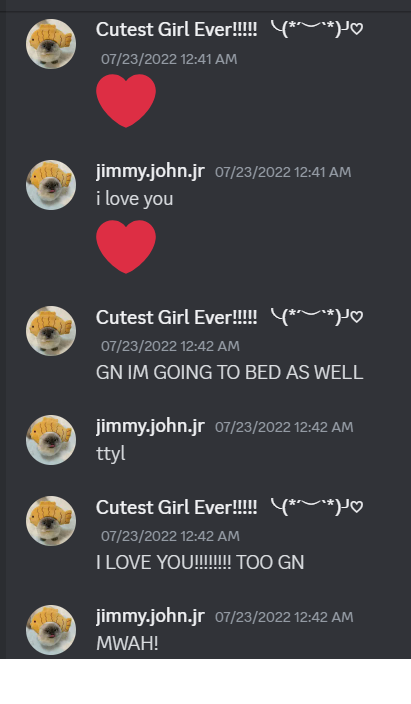 Cutest Girl Ever!!!!! ╰(*´︶`*)╯♡
07/23/2022 12:41 AM
jimmy.john.jr 07/23/2022 12:41 AM
i love you
Cutest Girl Ever!!!!! ╰(*´︶`*)╯♡
07/23/2022 12:42 AM
GN IM GOING TO BED AS WELL
jimmy.john.jr 07/23/2022 12:42 AM
ttyl
Cutest Girl Ever!!!!! ╰(*´︶`*)╯♡
07/23/2022 12:42 AM
I LOVE YOU!!!!!!!! TOO GN
jimmy.john.jr 07/23/2022 12:42 AM
MWAH!